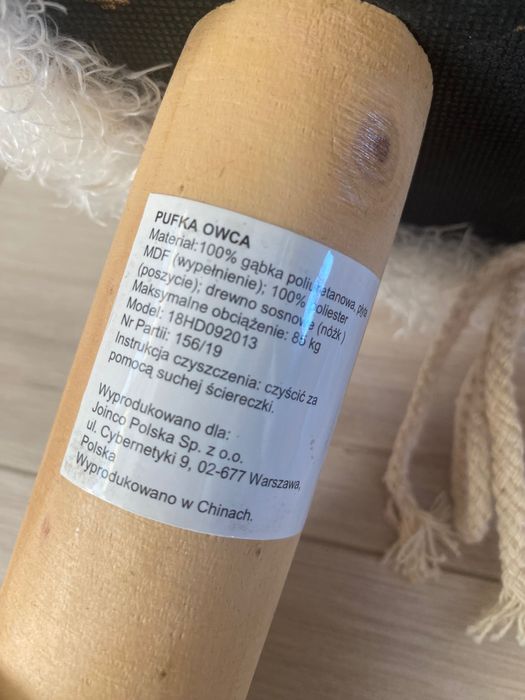 PUFKA OWCA
Materiał:100% gąbka poliuretanowa, płyta
MDF (wypełnienie); 100% poliester
(poszycie); drewno sosnowe (nóżk )
Maksymalne obciążenie: 85 kg
Model: 18HD092013
Nr Partii: 156/19
Instrukcja czyszczenia: czyścić za
pomocą suchej ściereczki.
Wyprodukowano dla:
Joinco Polska Sp. z o.o.
ul. Cybernetyki 9, 02-677 Warszawa,
Polska
Wyprodukowano w Chinach.